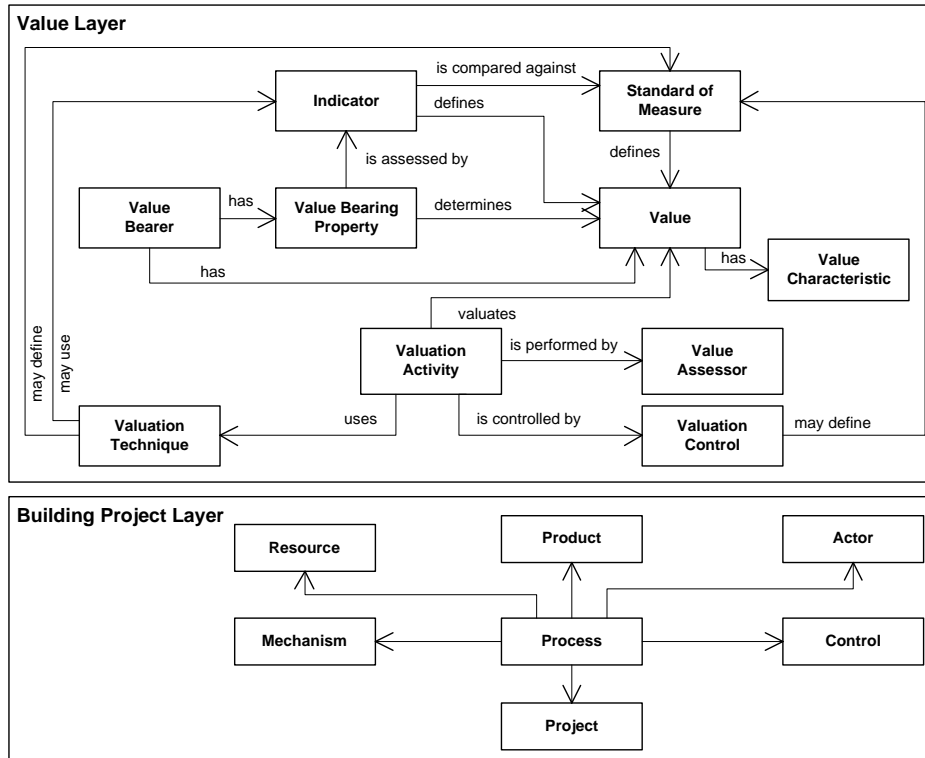 Value Layer
is compared against
Indicator
Standard of
Measure
defines
defines
is assessed by
Value
Bearer
has
Value Bearing
Property
determines
Value
has
has
Value
Characteristic
valuates
may define
may use
Valuation
Activity
is performed by
Value
Assessor
Valuation
Technique
uses
is controlled by
Valuation
Control
may define
Building Project Layer
Resource
Product
Actor
Mechanism
Process
Control
Project